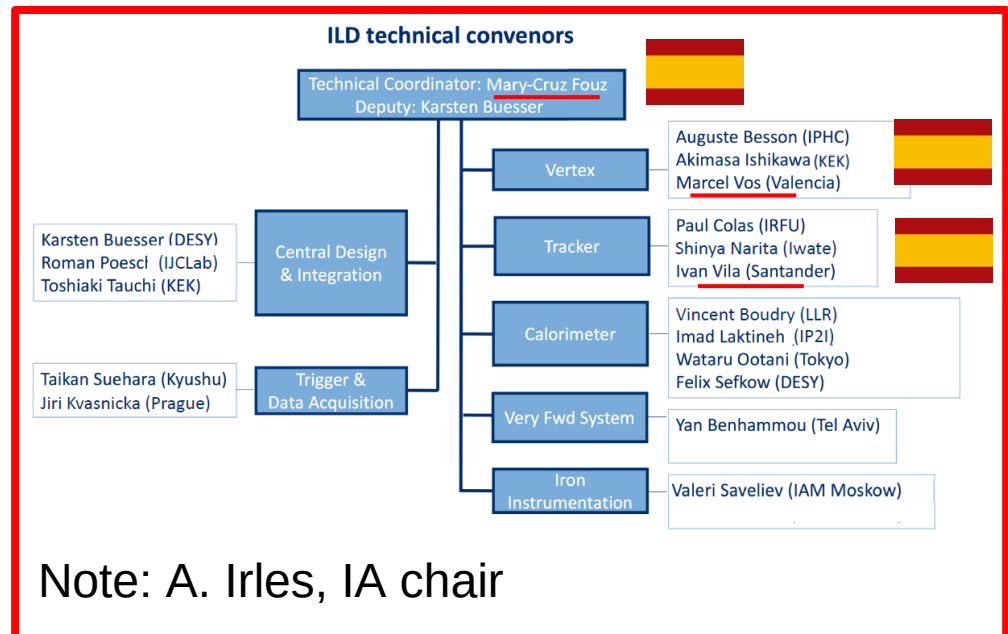 ILD technical convenors
Technical Coordinator: Mary-Cruz Fouz
Deputy: Karsten Buesser
Vertex
Auguste Besson (IPHC)
Akimasa Ishikawa (KEK)
Marcel Vos (Valencia)
Karsten Buesser (DESY)
Roman Poesch (IJCLab)
Toshiaki Tauchi (KEK)
Central Design
& Integration
Tracker
Paul Colas (IRFU)
Shinya Narita (Iwate)
Ivan Vila (Santander)
Calorimeter
Vincent Boudry (LLR)
Imad Laktineh (IP2I)
Wataru Ootani (Tokyo)
Felix Sefkow (DESY)
Taikan Suehara (Kyushu)
Jiri Kvasnicka (Prague)
Trigger &
Data Acquisition
Very Fwd System
Yan Benhammou (Tel Aviv)
Iron
Instrumentation
Valeri Saveliev (IAM Moskow)
Note: A. Irles, IA chair